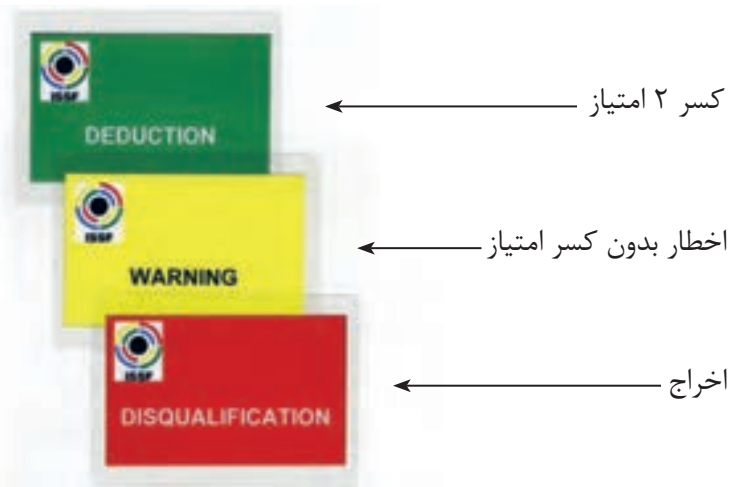 ISSF
DEDUCTION
کسر ۲ امتیاز
ISSF
WARNING
اخطار بدون کسر امتیاز
ISSF
DISQUALIFICATION
اخراج